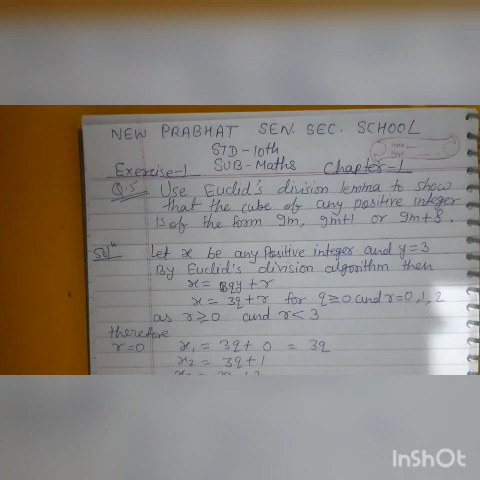 NEW PRABHAT SEN. SEC. SCHOOL
STD-10th
Exercise-1 SUB-Maths Chapter-1
Q.5 Use Euclid's division lemma to show
that the cube of any positive integer
is of the form 9m, 9m+1 or 9m+8.
Solⁿ Let x be any Positive integer and y=3
By Euclid's division algorithm then
x = qy+r
x = 3q+r for q≥0 and r=0,1,2
as r≥0 and r<3
therefore
r=0 x₁ = 3q+0 = 3q
x₂ = 3q+1
InShOt